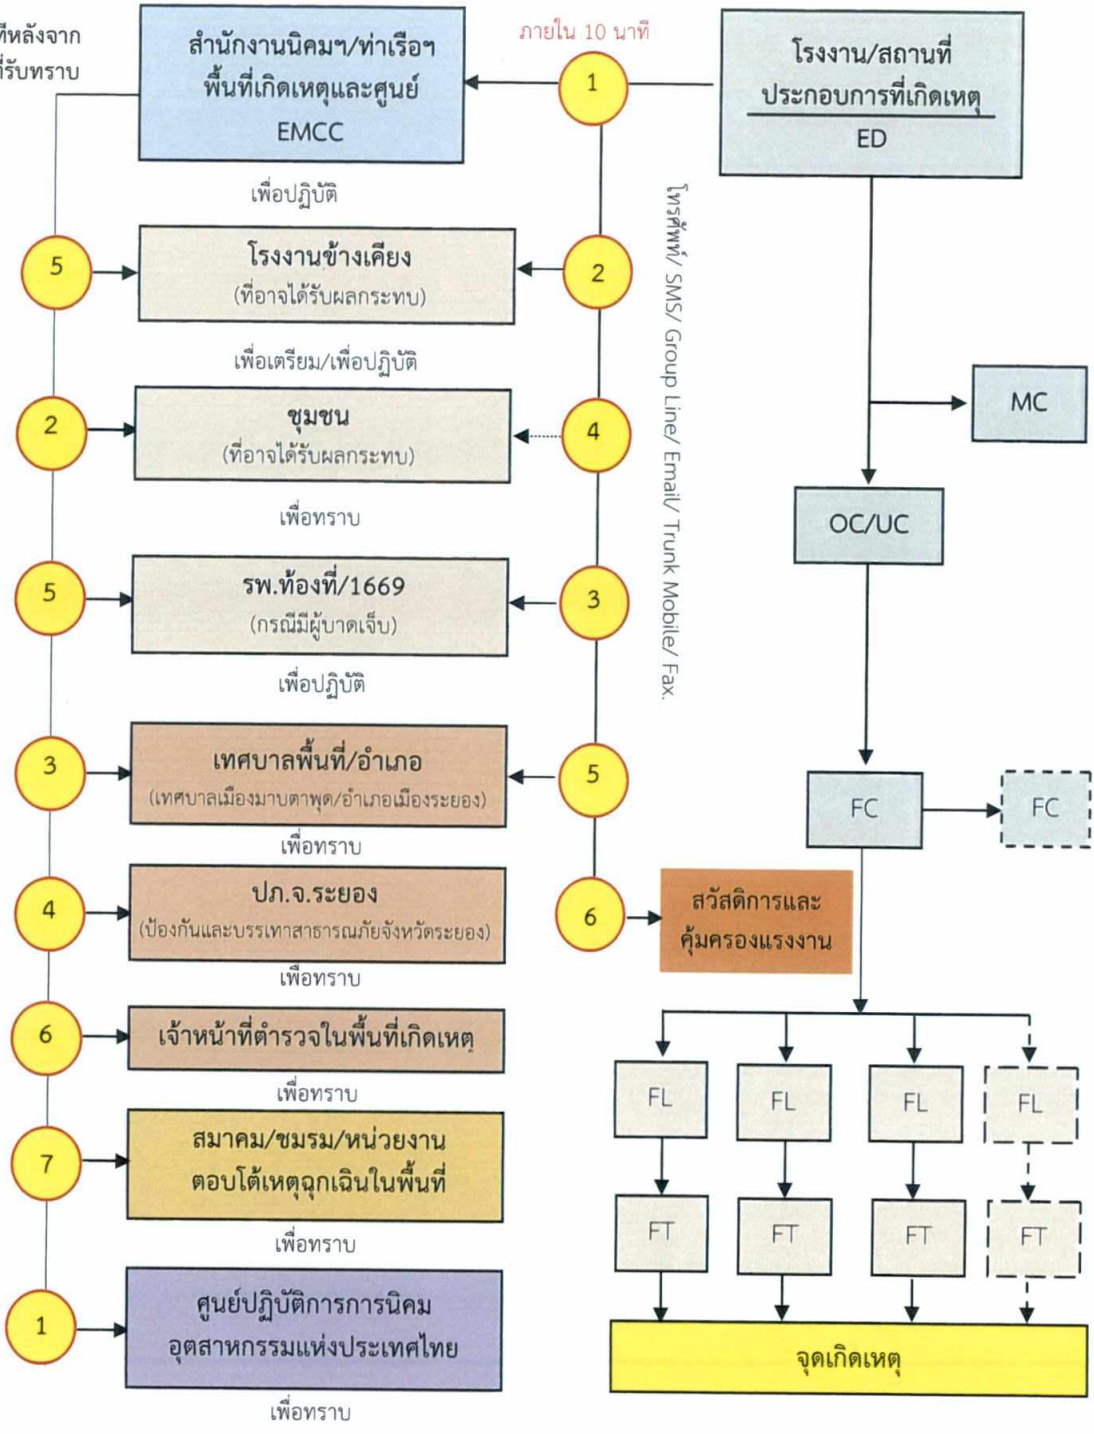 ทีหลังจาก
ที่รับทราบ
สำนักงานนิคมฯ/ท่าเรือฯ
พื้นที่เกิดเหตุและศูนย์
EMCC
ภายใน 10 นาที
1
โรงงาน/สถานที่
ประกอบการที่เกิดเหตุ
ED
เพื่อปฏิบัติ
5
โรงงานข้างเคียง
(ที่อาจได้รับผลกระทบ)
2
โทรศัพท์/ SMS/ Group Line/ Email/ Trunk Mobile/ Fax.
เพื่อเตรียม/เพื่อปฏิบัติ
2
ชุมชน
(ที่อาจได้รับผลกระทบ)
4
MC
เพื่อทราบ
OC/UC
5
รพ.ท้องที่/1669
(กรณีมีผู้บาดเจ็บ)
3
เพื่อปฏิบัติ
3
เทศบาลพื้นที่/อำเภอ
(เทศบาลเมืองมาบตาพุด/อำเภอเมืองระยอง)
5
FC
FC
เพื่อทราบ
4
ปภ.จ.ระยอง
(ป้องกันและบรรเทาสาธารณภัยจังหวัดระยอง)
6
สวัสดิการและ
คุ้มครองแรงงาน
เพื่อทราบ
6
เจ้าหน้าที่ตำรวจในพื้นที่เกิดเหตุ
เพื่อทราบ
FL
FL
FL
FL
7
สมาคม/ชมรม/หน่วยงาน
ตอบโต้เหตุฉุกเฉินในพื้นที่
FT
FT
FT
FT
เพื่อทราบ
1
ศูนย์ปฏิบัติการการนิคม
อุตสาหกรรมแห่งประเทศไทย
จุดเกิดเหตุ
เพื่อทราบ